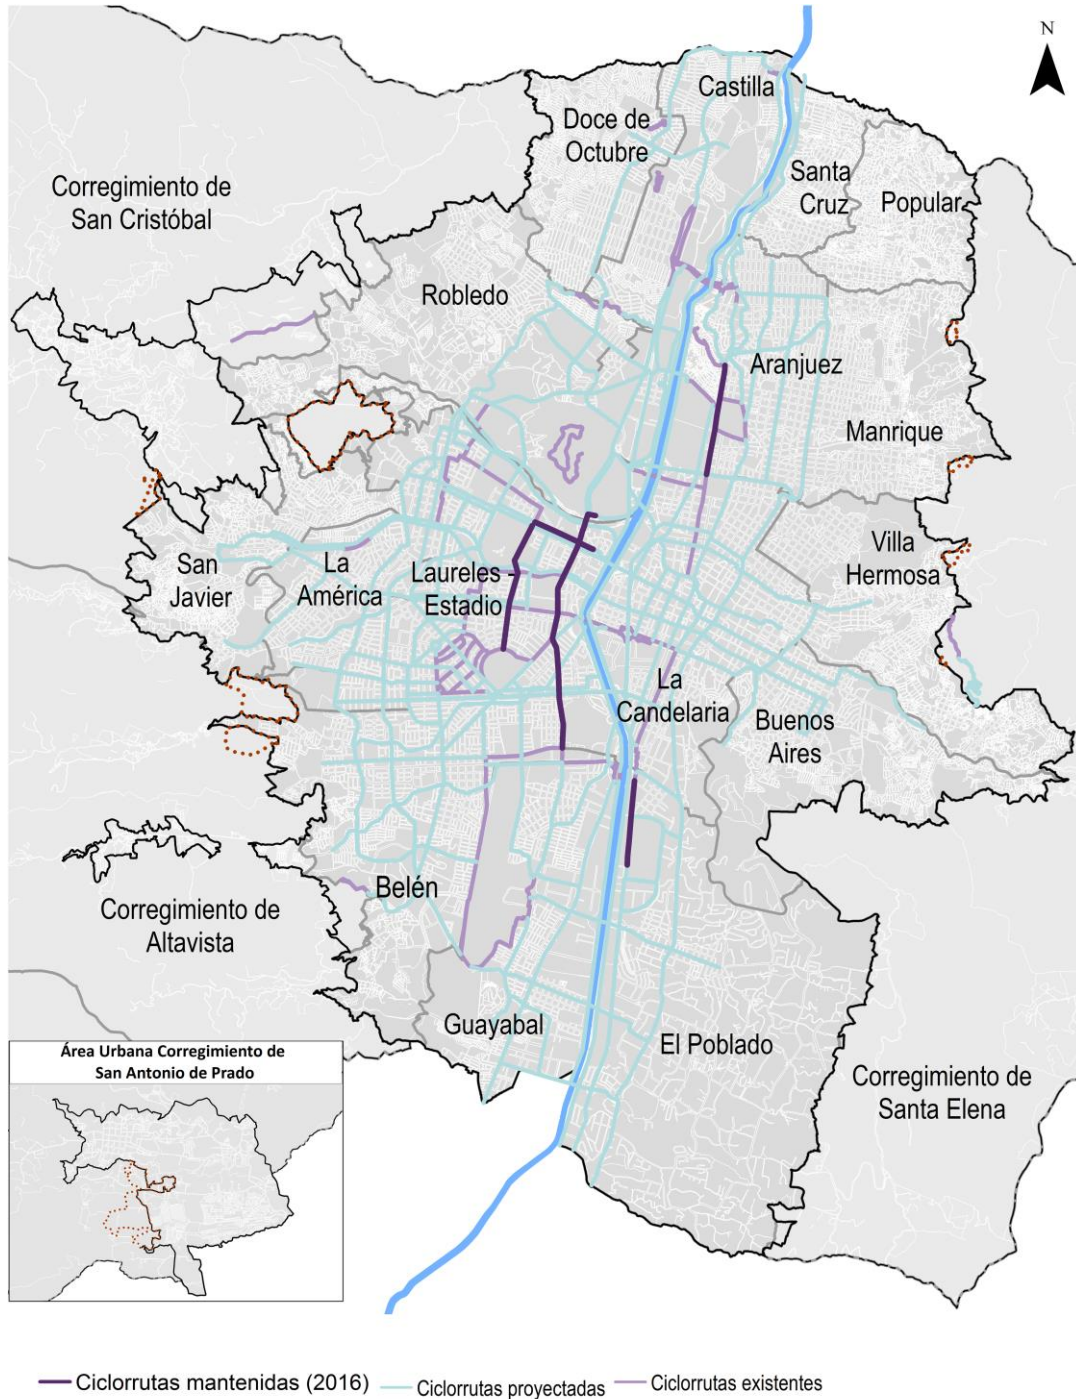 N
Castilla
Doce de
Octubre
Santa
Cruz
Popular
Corregimiento de
San Cristóbal
Robledo
Aranjuez
Manrique
Villa
Hermosa
San
Javier
La
América
Laureles -
Estadio
La
Candelaria
Buenos
Aires
Belén
Corregimiento de
Altavista
Guayabal
El Poblado
Corregimiento de
Santa Elena
Área Urbana Corregimiento de
San Antonio de Prado
Ciclorrutas mantenidas (2016) Ciclorrutas proyectadas Ciclorrutas existentes